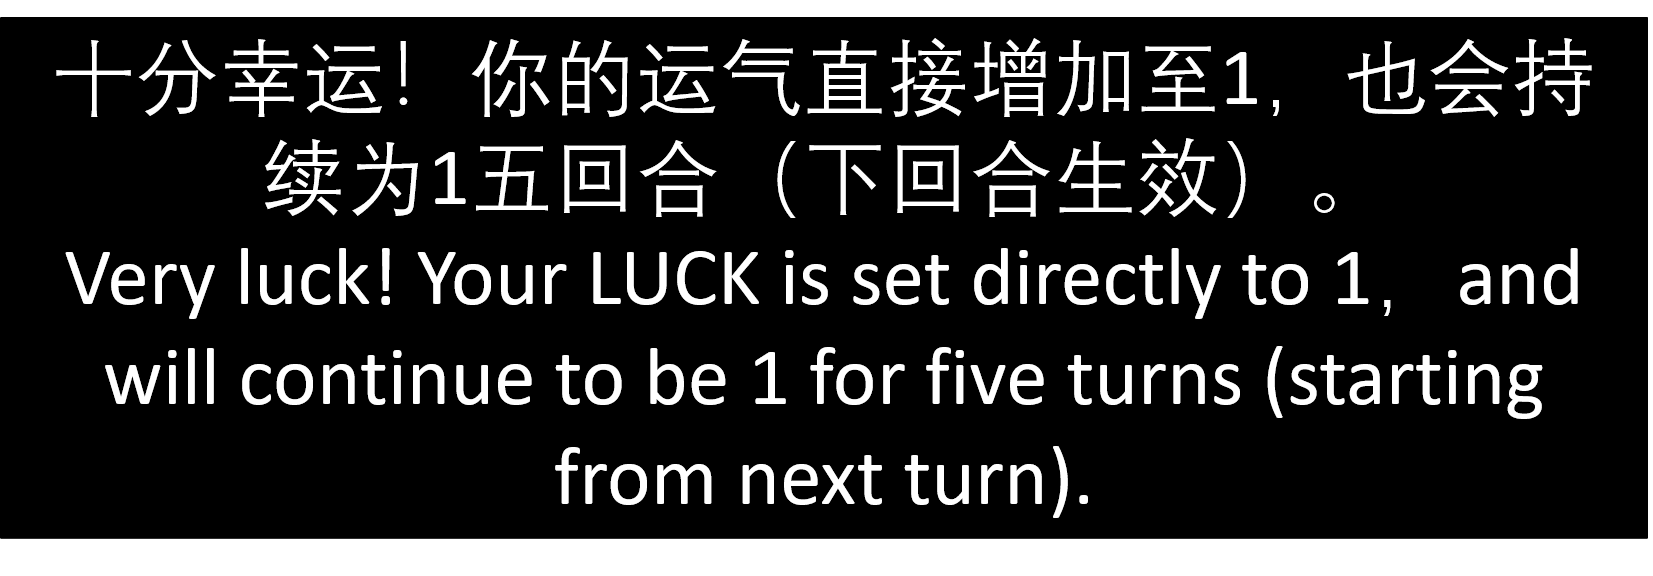 十分幸运！你的运气直接增加至1，也会持
续为1五回合（下回合生效）。
Very luck! Your LUCK is set directly to 1，and
will continue to be 1 for five turns (starting
from next turn).